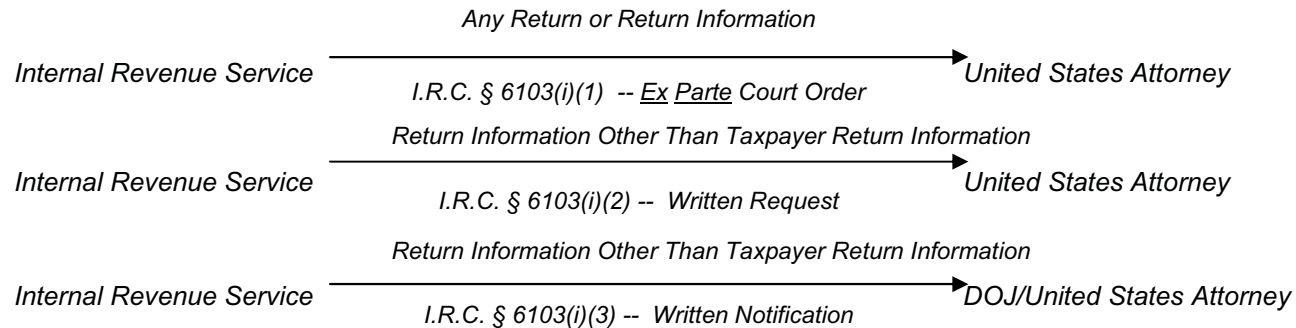 Any Return or Return Information
Internal Revenue Service United States Attorney
I.R.C. § 6103(i)(1) -- Ex Parte Court Order
Return Information Other Than Taxpayer Return Information
Internal Revenue Service United States Attorney
I.R.C. § 6103(i)(2) -- Written Request
Return Information Other Than Taxpayer Return Information
Internal Revenue Service DOJ/United States Attorney
I.R.C. § 6103(i)(3) -- Written Notification